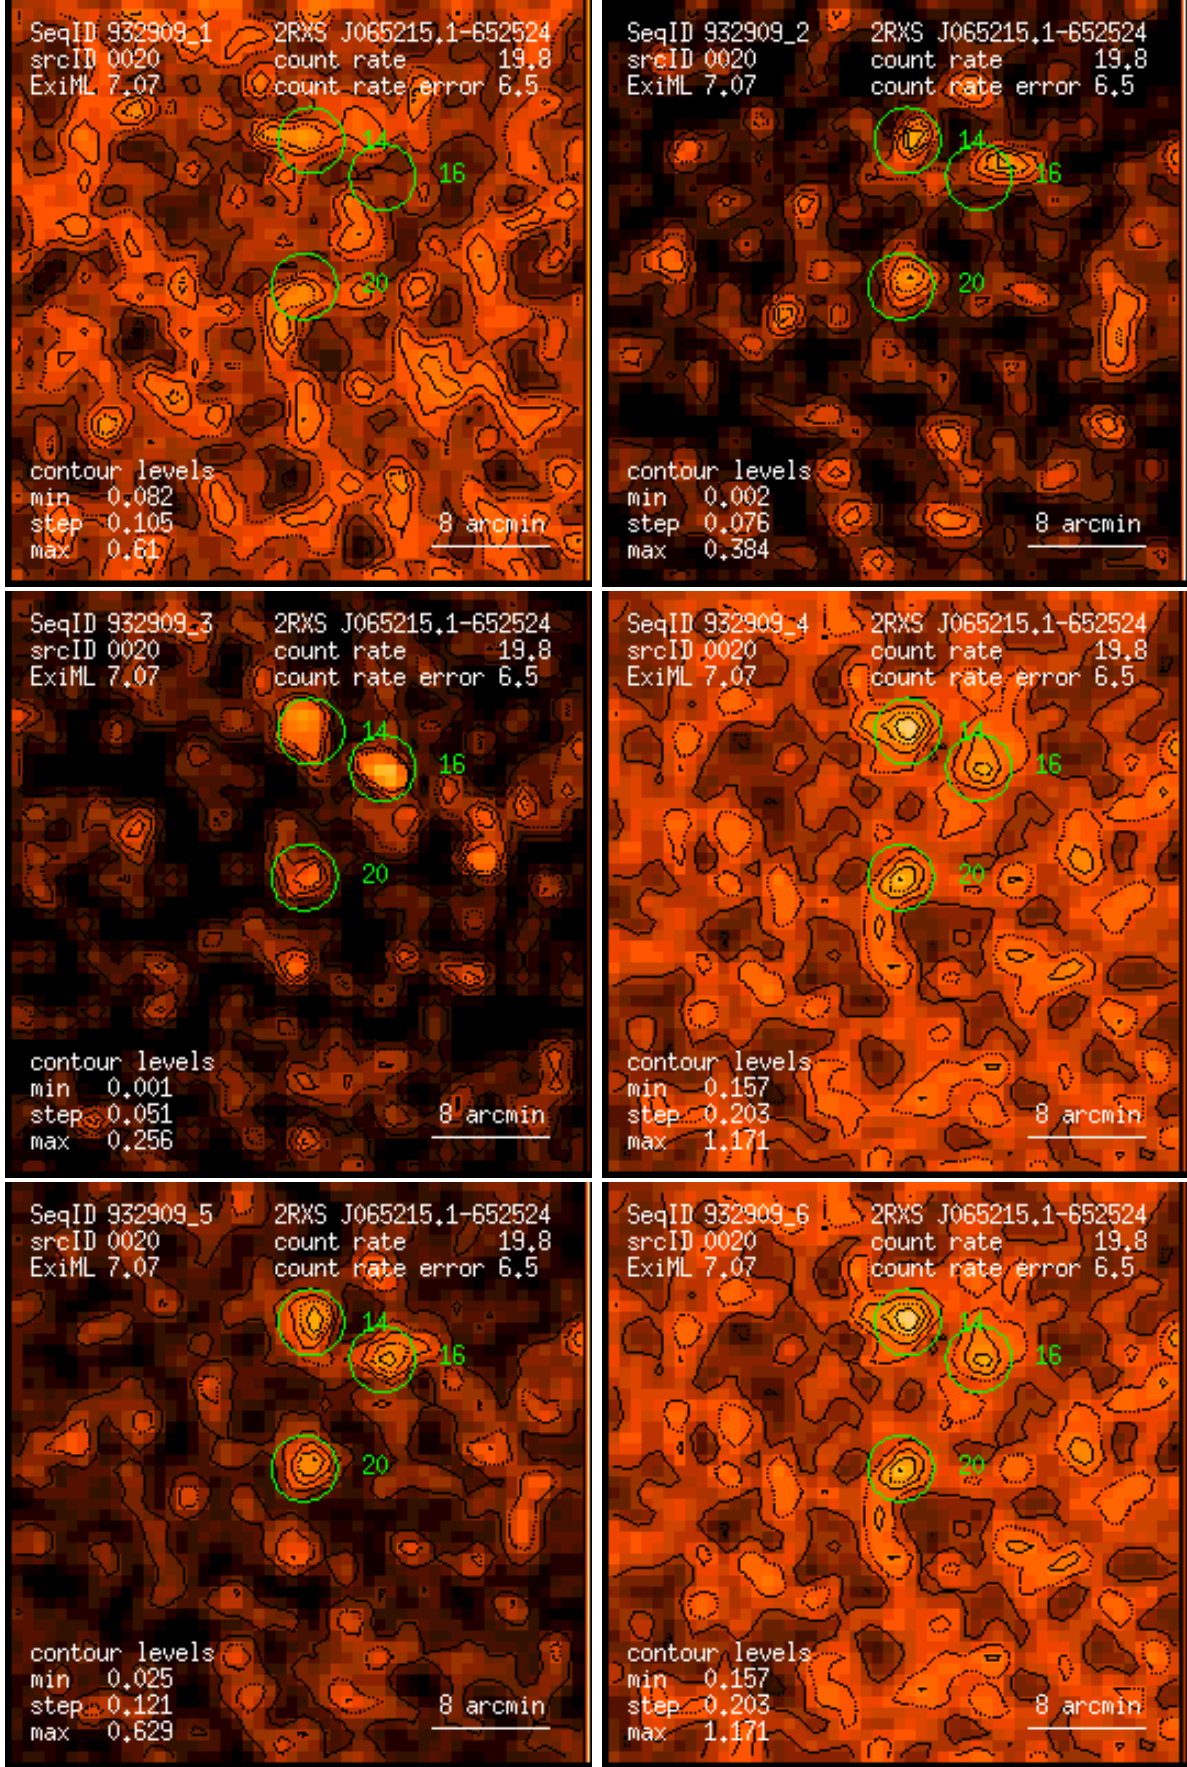 SeqID 932909_1 2RXS J065215.1-652524
srcID 0020 count rate 19.8
ExiML 7.07 count rate error 6.5
14
16
20
contour levels
min 0.082
step 0.105 8 arcmin
max 0.61
SeqID 932909_2 2RXS J065215.1-652524
srcID 0020 count rate 19.8
ExiML 7.07 count rate error 6.5
14
16
20
contour levels
min 0.002
step 0.076 8 arcmin
max 0.384
SeqID 932909_3 2RXS J065215.1-652524
srcID 0020 count rate 19.8
ExiML 7.07 count rate error 6.5
14
16
20
contour levels
min 0.001
step 0.051 8 arcmin
max 0.256
SeqID 932909_4 2RXS J065215.1-652524
srcID 0020 count rate 19.8
ExiML 7.07 count rate error 6.5
14
16
20
contour levels
min 0.157
step 0.203 8 arcmin
max 1.171
SeqID 932909_5 2RXS J065215.1-652524
srcID 0020 count rate 19.8
ExiML 7.07 count rate error 6.5
14
16
20
contour levels
min 0.025
step 0.121 8 arcmin
max 0.629
SeqID 932909_6 2RXS J065215.1-652524
srcID 0020 count rate 19.8
ExiML 7.07 count rate error 6.5
14
16
20
contour levels
min 0.157
step 0.203 8 arcmin
max 1.171